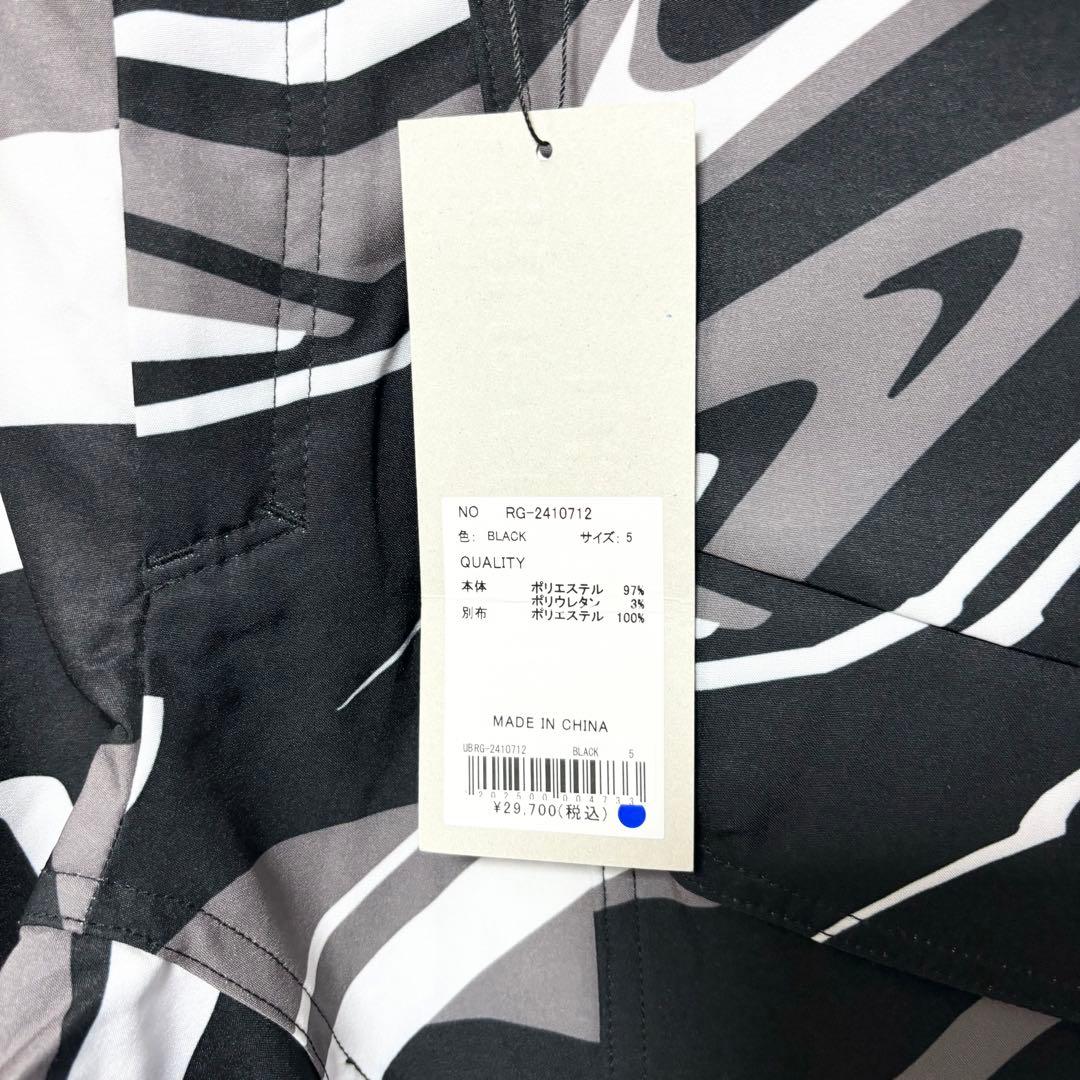 NO RG-2410712
色: BLACK サイズ: 5
QUALITY
本体 ポリエステル 97%
ポリウレタン 3%
別布 ポリエステル 100%
MADE IN CHINA
UBRG-2410712 BLACK 5
¥29,700(税込)